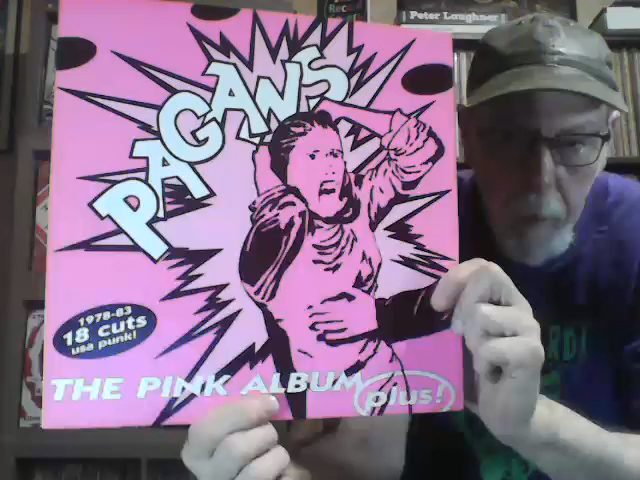 Peter Laughner
PAGANS
1978-83
18 cuts
usa punk!
THE PINK ALBUM
plus!